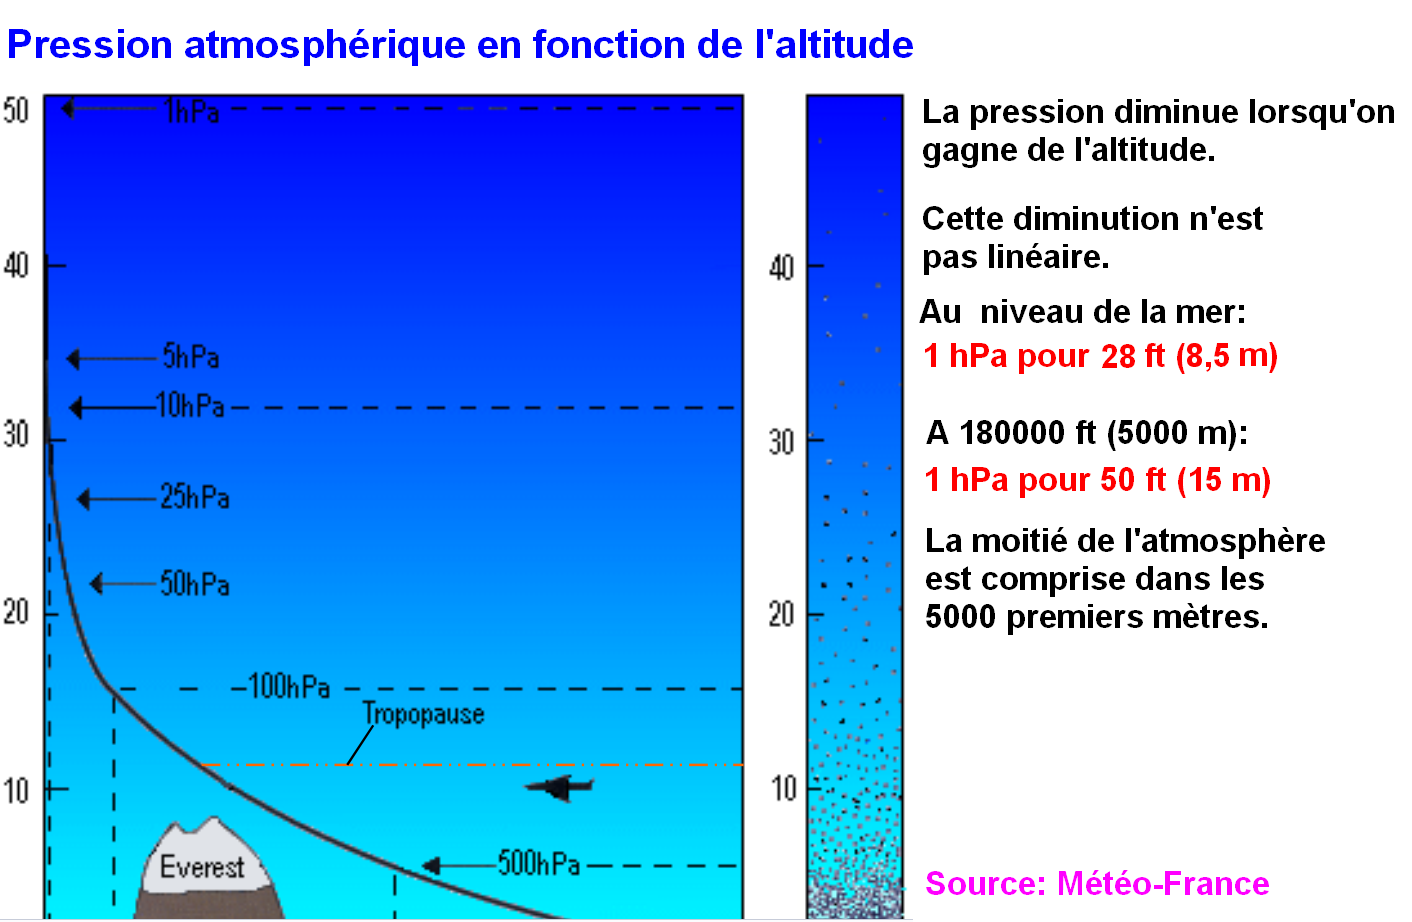 Pression atmosphérique en fonction de l'altitude
50
1hPa
40
5hPa
10hPa
30
25hPa
50hPa
20
100hPa
Tropopause
10
Everest
500hPa
40
30
20
10
La pression diminue lorsqu'on
gagne de l'altitude.
Cette diminution n'est
pas linéaire.
Au niveau de la mer:
1 hPa pour 28 ft (8,5 m)
A 180000 ft (5000 m):
1 hPa pour 50 ft (15 m)
La moitié de l'atmosphère
est comprise dans les
5000 premiers mètres.
Source: Météo-France